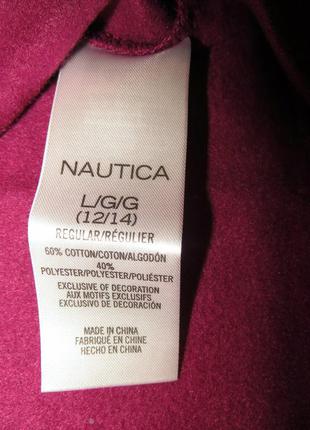 NAUTICA
L/G/G
(12/14)
REGULAR/RÉGULIER
60% COTTON/COTON/ALGODÓN
40%
POLYESTER/POLYESTER/POLIÉSTER
EXCLUSIVE OF DECORATION
AUX MOTIFS EXCLUSIFS
EXCLUSIVO DE DECORACIÓN
MADE IN CHINA
FABRIQUÉ EN CHINE
HECHO EN CHINA